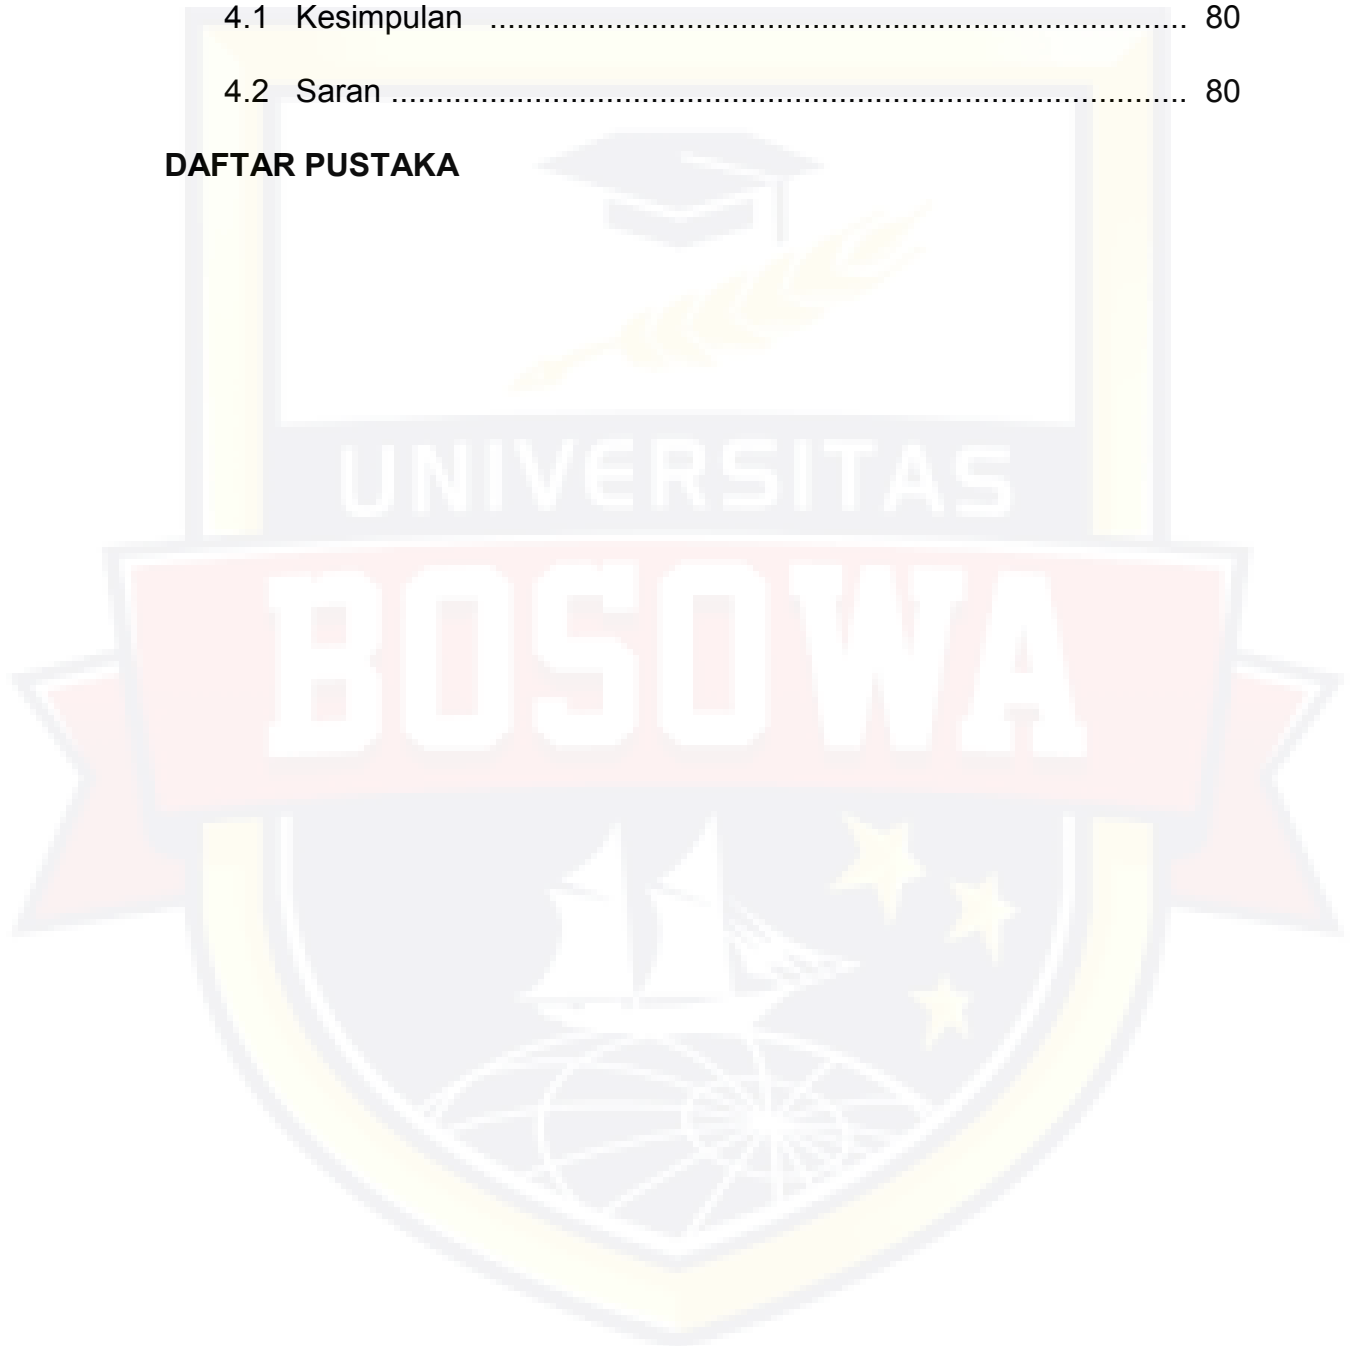 4.1 Kesimpulan ........................................................................... 80
4.2 Saran ...................................................................................... 80
DAFTAR PUSTAKA
UNIVERSITAS
BOSOWA